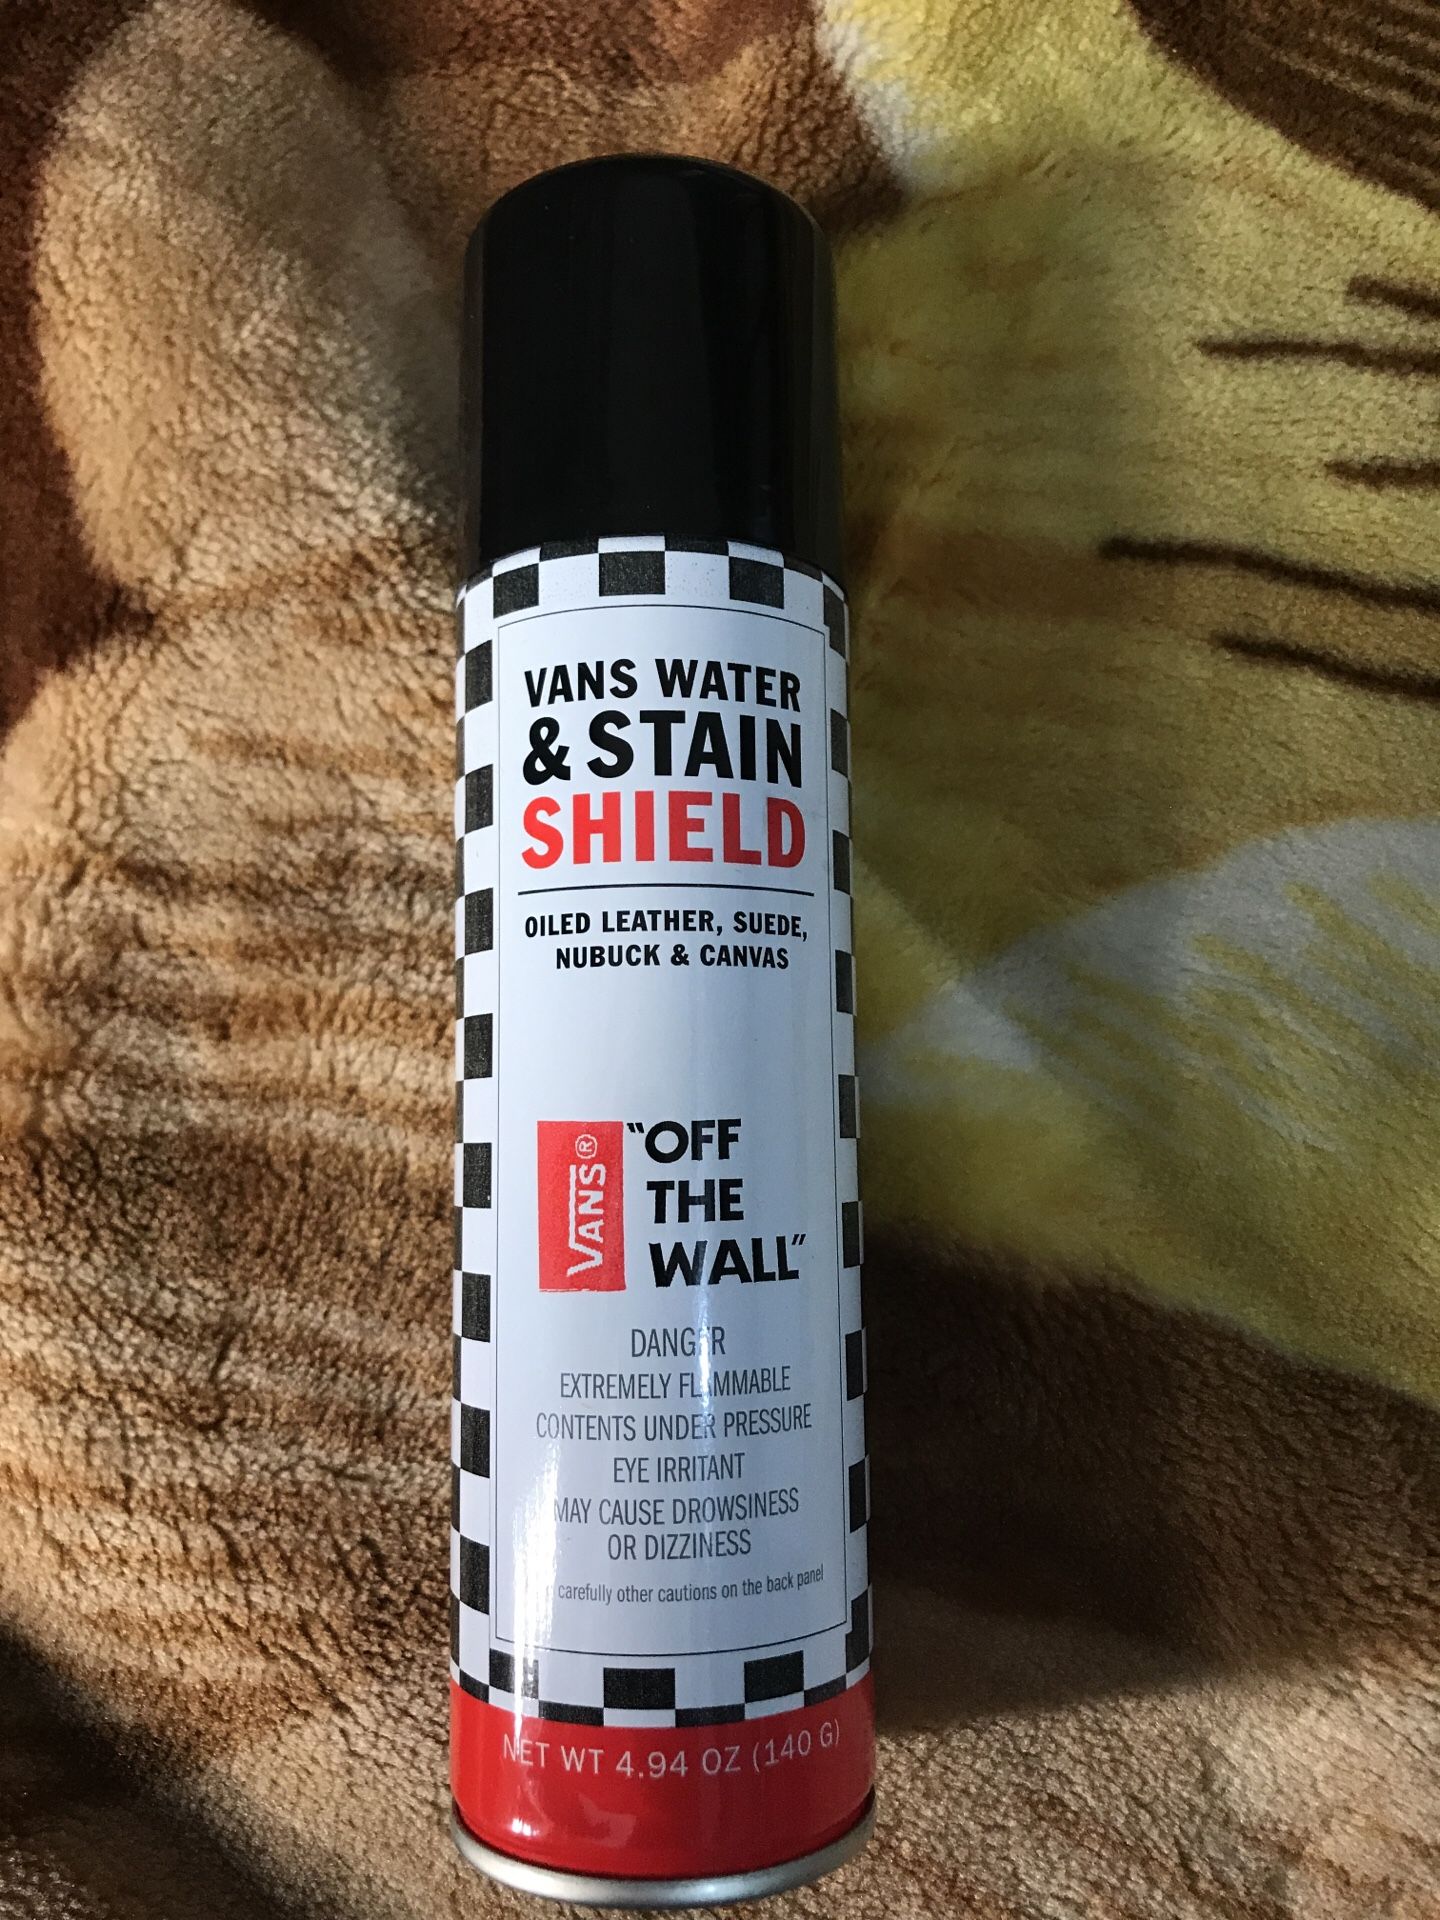 VANS WATER
& STAIN
SHIELD
OILED LEATHER, SUEDE,
NUBUCK & CANVAS
VANS®
"OFF
THE
WALL"
DANGER
EXTREMELY FLAMMABLE
CONTENTS UNDER PRESSURE
EYE IRRITANT
MAY CAUSE DROWSINESS
OR DIZZINESS
carefully other cautions on the back panel
NET WT 4.94 OZ (140 G)